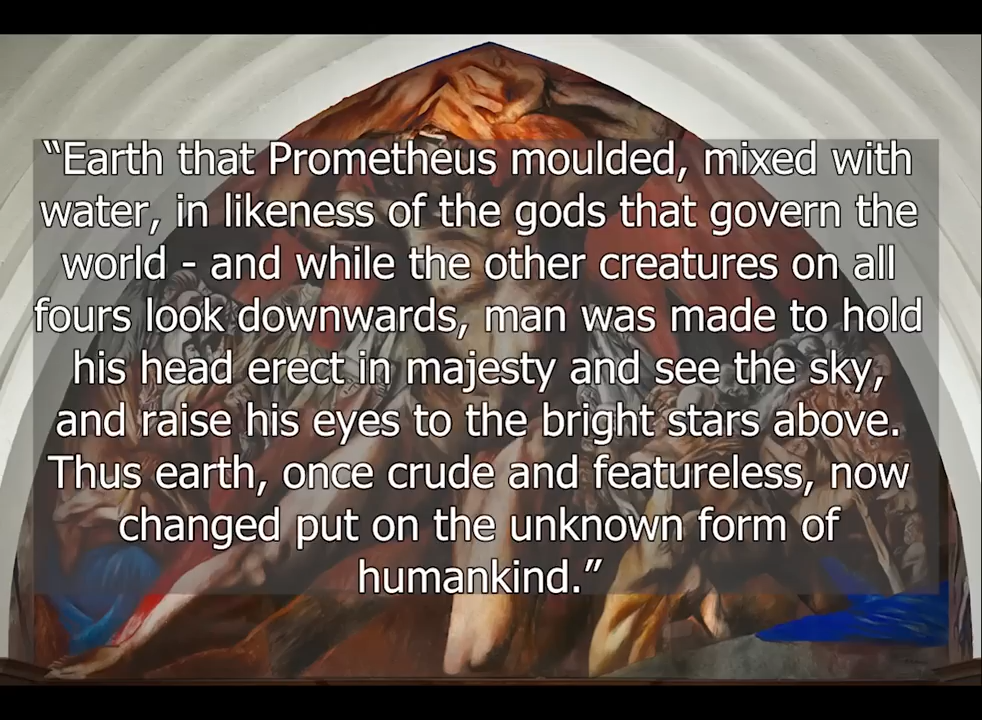 “Earth that Prometheus moulded, mixed with
water, in likeness of the gods that govern the
world - and while the other creatures on all
fours look downwards, man was made to hold
his head erect in majesty and see the sky,
and raise his eyes to the bright stars above.
Thus earth, once crude and featureless, now
changed put on the unknown form of
humankind.”